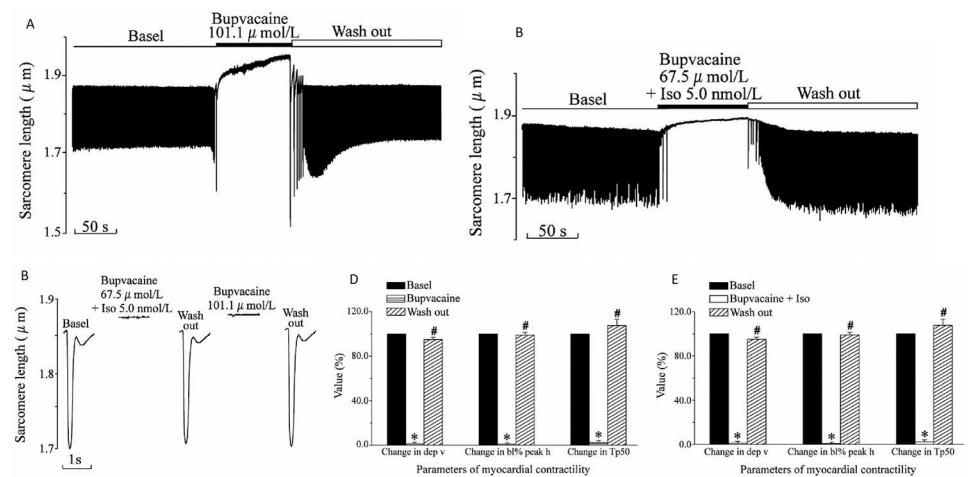 A
Bupvacaine
101.1 μ mol/L
Basel
Wash out
Sarcomere length ( μ m)
1.9
1.7
1.5
50 s
B
Bupvacaine
67.5 μ mol/L
+ Iso 5.0 nmol/L
Basel
Wash out
Sarcomere length ( μ m)
1.9
1.7
50 s
B
Bupvacaine
67.5 μ mol/L
+ Iso 5.0 nmol/L
Bupvacaine
101.1 μ mol/L
Basel
Wash
out
Wash
out
Sarcomere length ( μ m)
1.9
1.8
1.7
1s
D
Basel
Bupvacaine
Wash out
Value (%)
120.0
80.0
40.0
0.0
* # * # * #
Change in dep v Change in bl% peak h Change in Tp50
Parameters of myocardial contractility
E
Basel
Bupvacaine + Iso
Wash out
Value (%)
120.0
80.0
40.0
0.0
* # * # * #
Change in dep v Change in bl% peak h Change in Tp50
Parameters of myocardial contractility